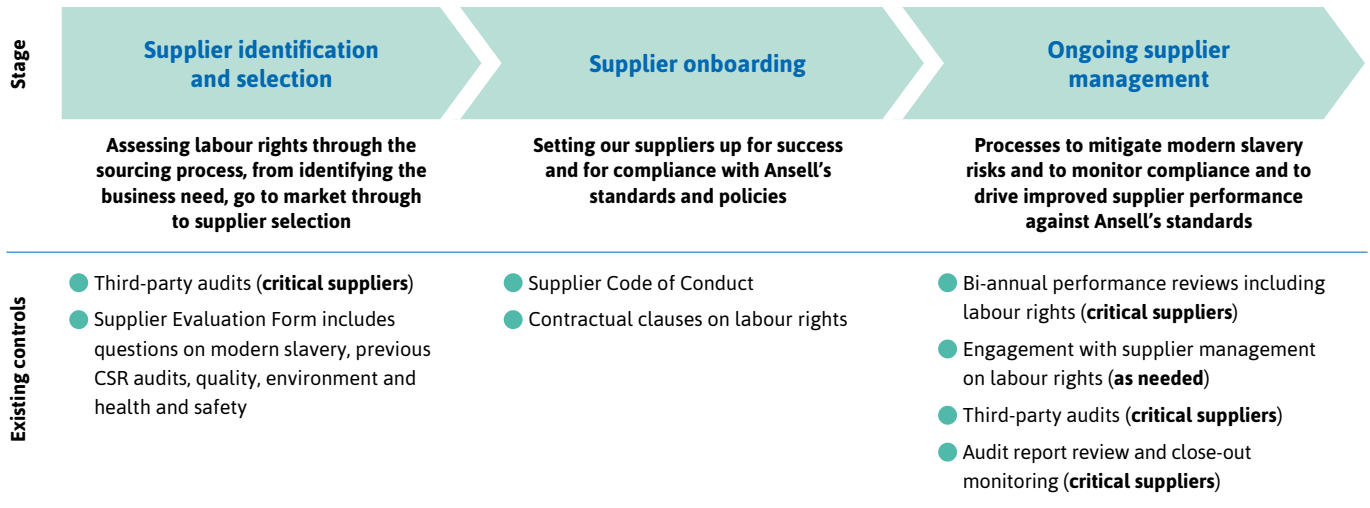 Stage
Supplier identification
and selection
Supplier onboarding
Ongoing supplier
management
Assessing labour rights through the
sourcing process, from identifying the
business need, go to market through
to supplier selection
Setting our suppliers up for success
and for compliance with Ansell’s
standards and policies
Processes to mitigate modern slavery
risks and to monitor compliance and to
drive improved supplier performance
against Ansell’s standards
Existing controls
Third-party audits (critical suppliers)
Supplier Evaluation Form includes
questions on modern slavery, previous
CSR audits, quality, environment and
health and safety
Supplier Code of Conduct
Contractual clauses on labour rights
Bi-annual performance reviews including
labour rights (critical suppliers)
Engagement with supplier management
on labour rights (as needed)
Third-party audits (critical suppliers)
Audit report review and close-out
monitoring (critical suppliers)